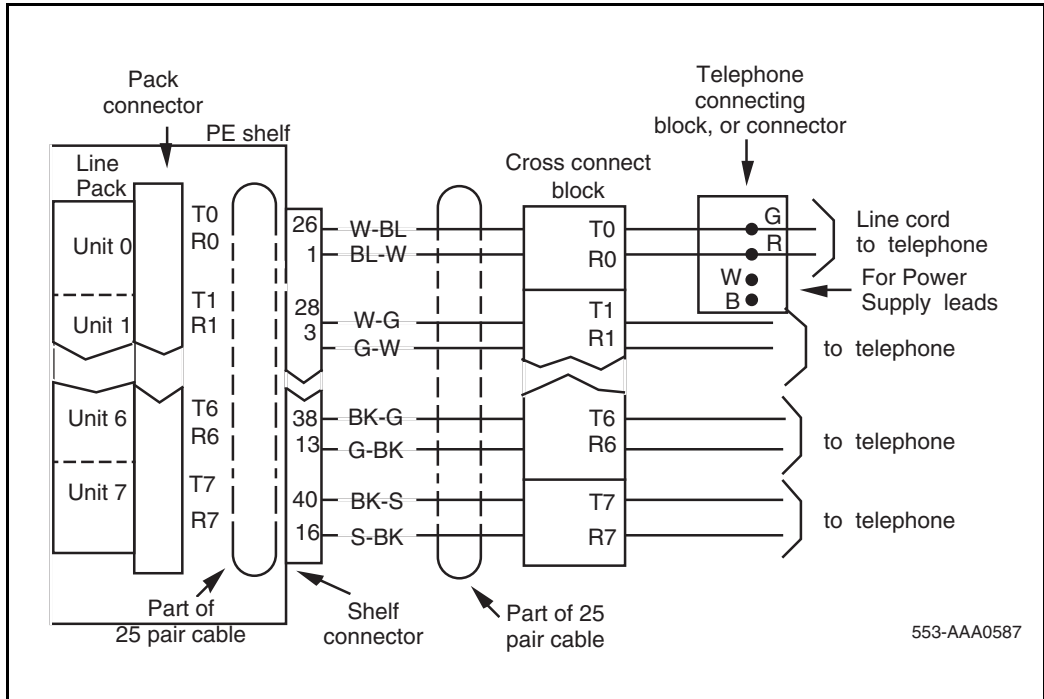 Pack
connector
PE shelf
Line
Pack
Unit 0
Unit 1
Unit 6
Unit 7
T0
R0
T1
R1
T6
R6
T7
R7
26
1
28
3
38
13
40
16
W-BL
BL-W
W-G
G-W
BK-G
G-BK
BK-S
S-BK
Cross connect
block
T0
R0
T1
R1
T6
R6
T7
R7
Telephone
connecting
block, or connector
G
R
W
B
Line cord
to telephone
For Power
Supply leads
to telephone
to telephone
to telephone
Part of
25 pair cable
Shelf
connector
Part of 25
pair cable
553-AAA0587